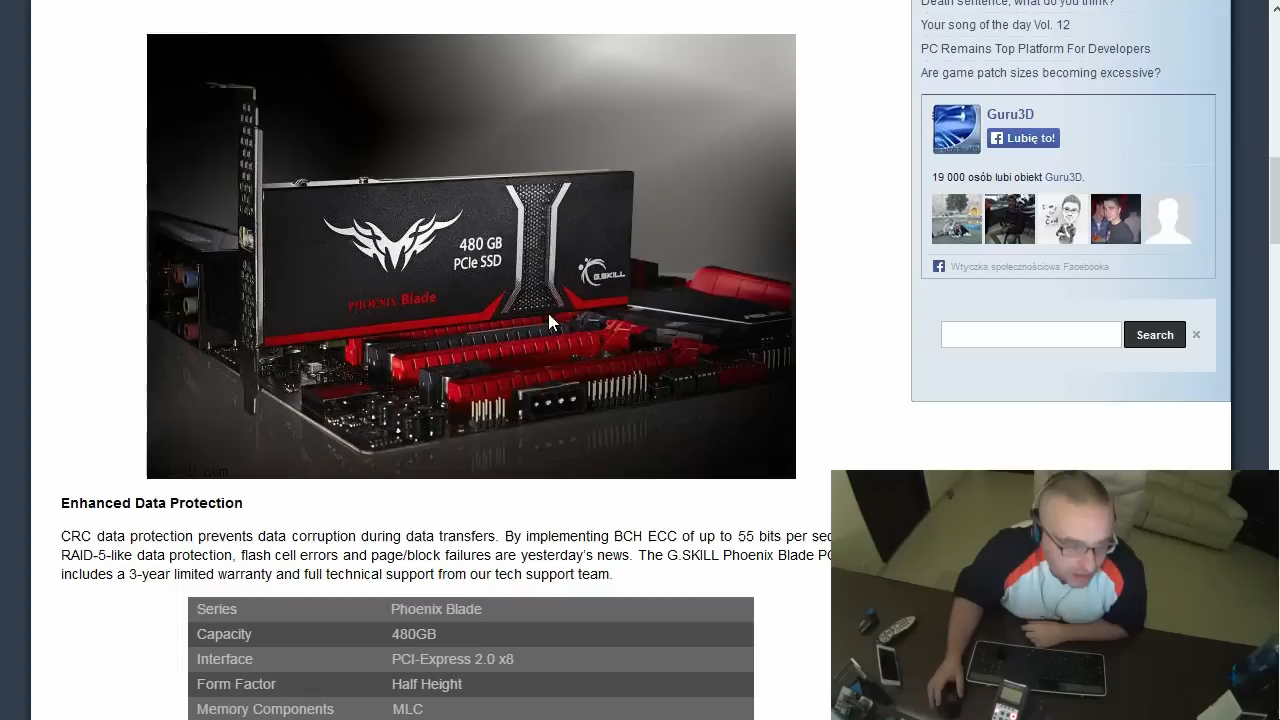 Death sentence, what do you think?
Your song of the day Vol. 12
PC Remains Top Platform For Developers
Are game patch sizes becoming excessive?
Guru3D
Lubię to!
19 000 osób lubi obiekt Guru3D.
Wtyczka społecznościowa Facebooka
Search
480 GB
PCIe SSD
PHOENIX Blade
G.SKILL
Enhanced Data Protection
CRC data protection prevents data corruption during data transfers. By implementing BCH ECC of up to 55 bits per
RAID-5-like data protection, flash cell errors and page/block failures are yesterday's news. The G.SKILL Phoenix Blade
includes a 3-year limited warranty and full technical support from our tech support team.
Series Phoenix Blade
Capacity 480GB
Interface PCI-Express 2.0 x8
Form Factor Half Height
Memory Components MLC